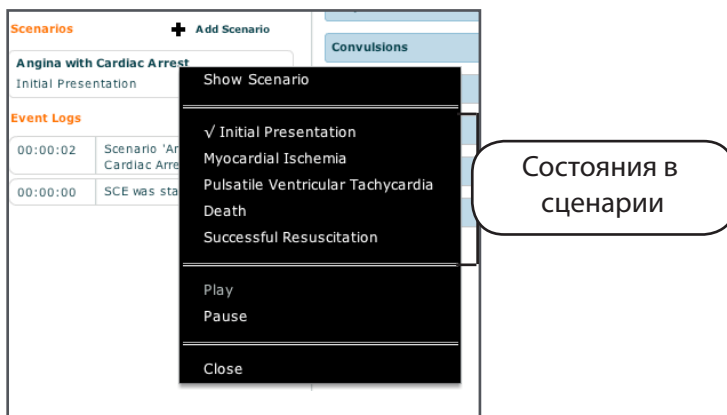 Scenarios
+ Add Scenario
Convulsions
Angina with Cardiac Arrest
Initial Presentation
Show Scenario
Event Logs
√ Initial Presentation
00:00:02 Scenario 'An
Cardiac Arre
Myocardial Ischemia
Pulsatile Ventricular Tachycardia
00:00:00 SCE was sta
Death
Successful Resuscitation
Play
Pause
Close
Состояния в
сценарии